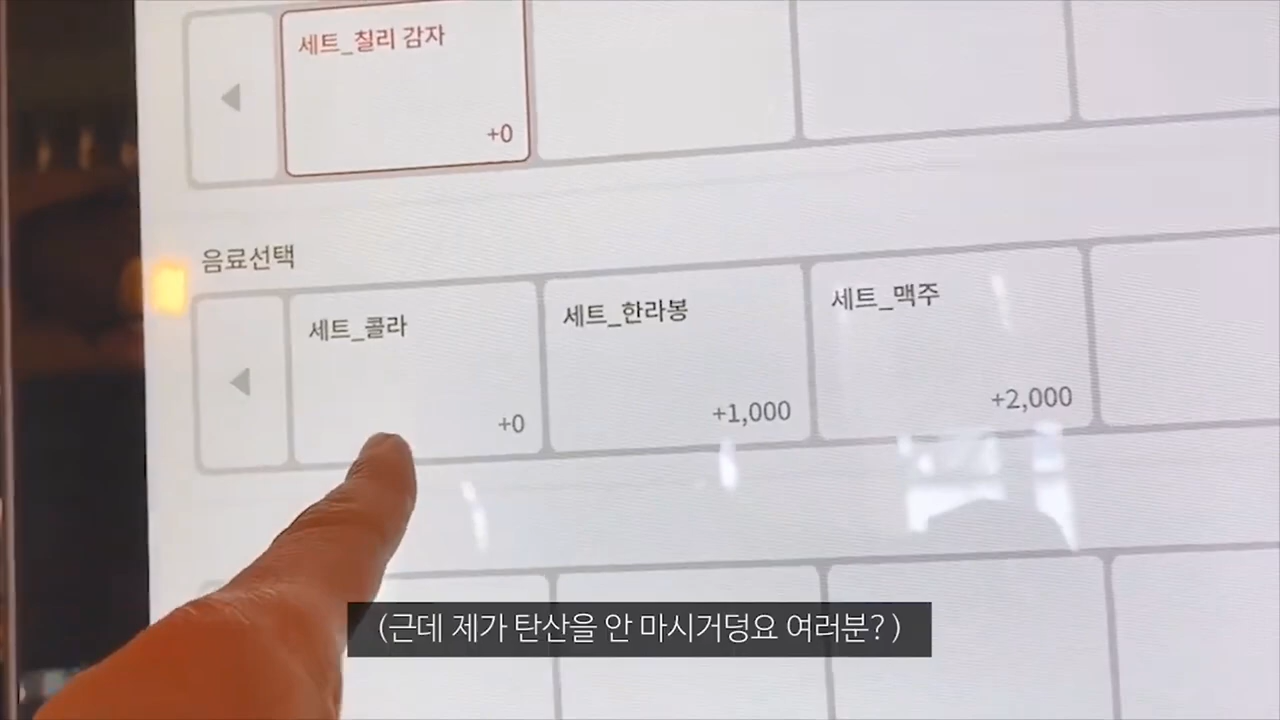 세트_칠리 감자
+0
음료선택
세트_콜라
+0
세트_한라봉
+1,000
세트_맥주
+2,000
(근데 제가 탄산을 안 마시거덩요 여러분? )